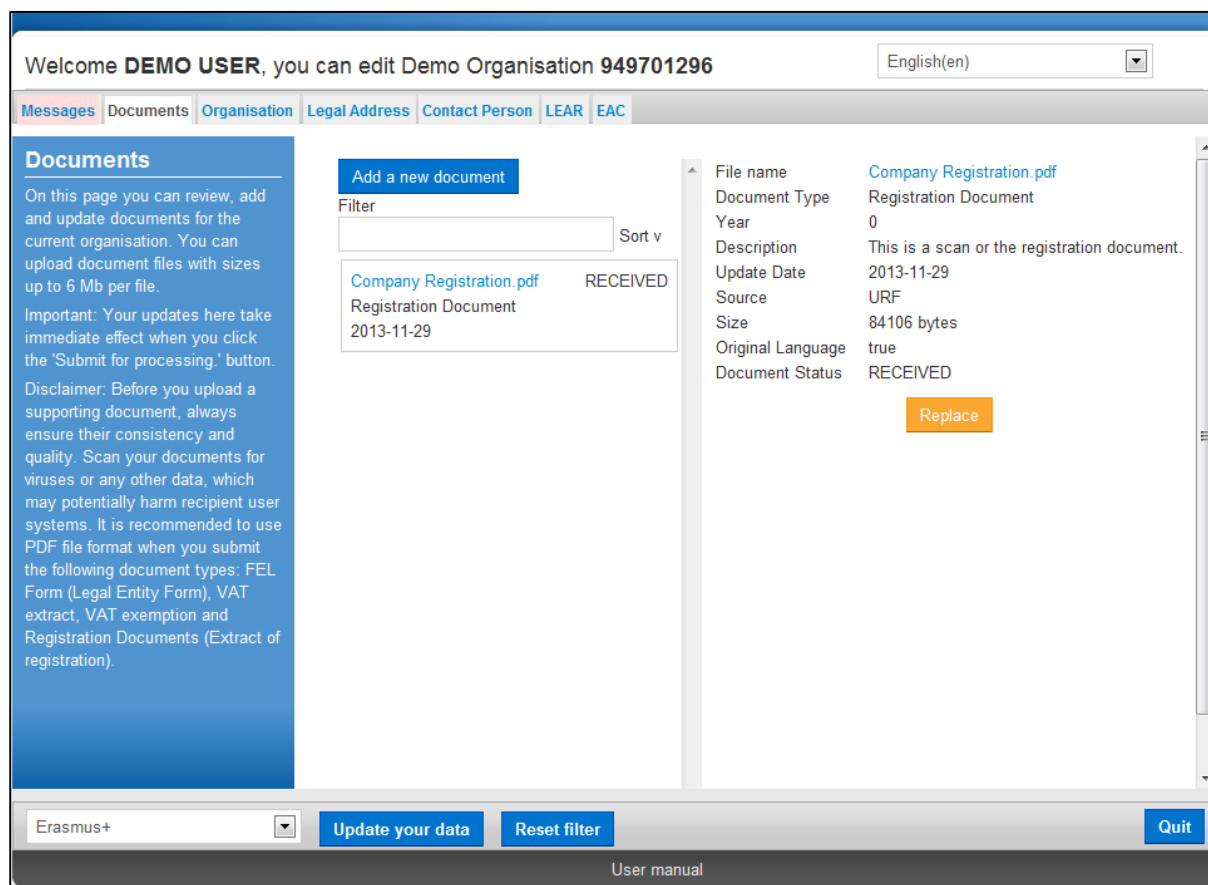 Welcome DEMO USER, you can edit Demo Organisation 949701296
English(en)
Messages Documents Organisation Legal Address Contact Person LEAR EAC
Documents
On this page you can review, add
and update documents for the
current organisation. You can
upload document files with sizes
up to 6 Mb per file.
Important: Your updates here take
immediate effect when you click
the 'Submit for processing.' button.
Disclaimer: Before you upload a
supporting document, always
ensure their consistency and
quality. Scan your documents for
viruses or any other data, which
may potentially harm recipient user
systems. It is recommended to use
PDF file format when you submit
the following document types: FEL
Form (Legal Entity Form), VAT
extract, VAT exemption and
Registration Documents (Extract of
registration).
Add a new document
Filter
Sort v
Company Registration.pdf RECEIVED
Registration Document
2013-11-29
File name Company Registration.pdf
Document Type Registration Document
Year 0
Description This is a scan or the registration document.
Update Date 2013-11-29
Source URF
Size 84106 bytes
Original Language true
Document Status RECEIVED
Replace
Erasmus+
Update your data
Reset filter
Quit
User manual